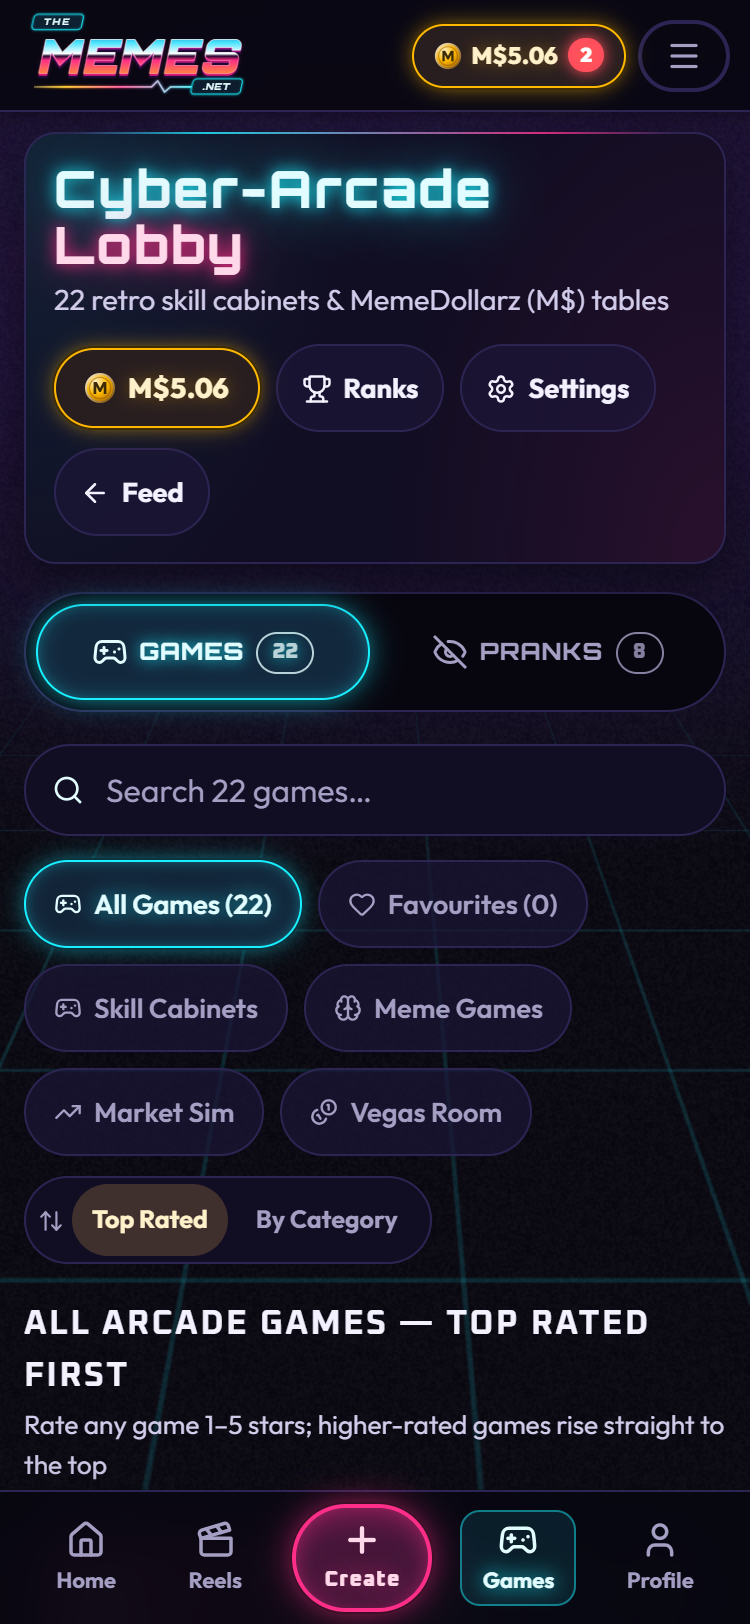 THE
MEMES
.NET
M$5.06 2
Cyber-Arcade
Lobby
22 retro skill cabinets & MemeDollarz (M$) tables
M M$5.06
Ranks
Settings
Feed
GAMES 22
PRANKS 8
Search 22 games...
All Games (22)
Favourites (0)
Skill Cabinets
Meme Games
Market Sim
Vegas Room
Top Rated
By Category
ALL ARCADE GAMES — TOP RATED
FIRST
Rate any game 1–5 stars; higher-rated games rise straight to
the top
Home
Reels
Create
Games
Profile